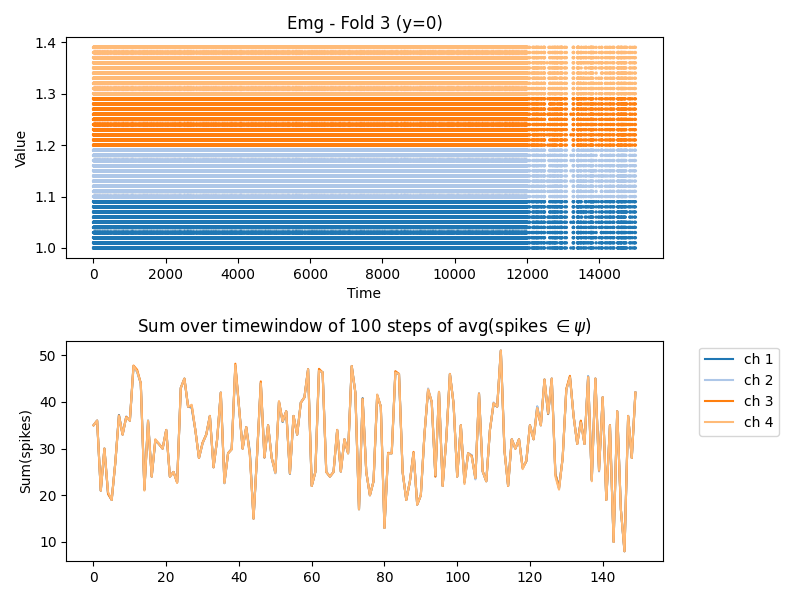 Emg - Fold 3 (y=0)
Value
1.4
1.3
1.2
1.1
1.0
0 2000 4000 6000 8000 10000 12000 14000
Time
Sum over timewindow of 100 steps of avg(spikes ∈ψ)
Sum(spikes)
50
40
30
20
10
0 20 40 60 80 100 120 140
ch 1
ch 2
ch 3
ch 4